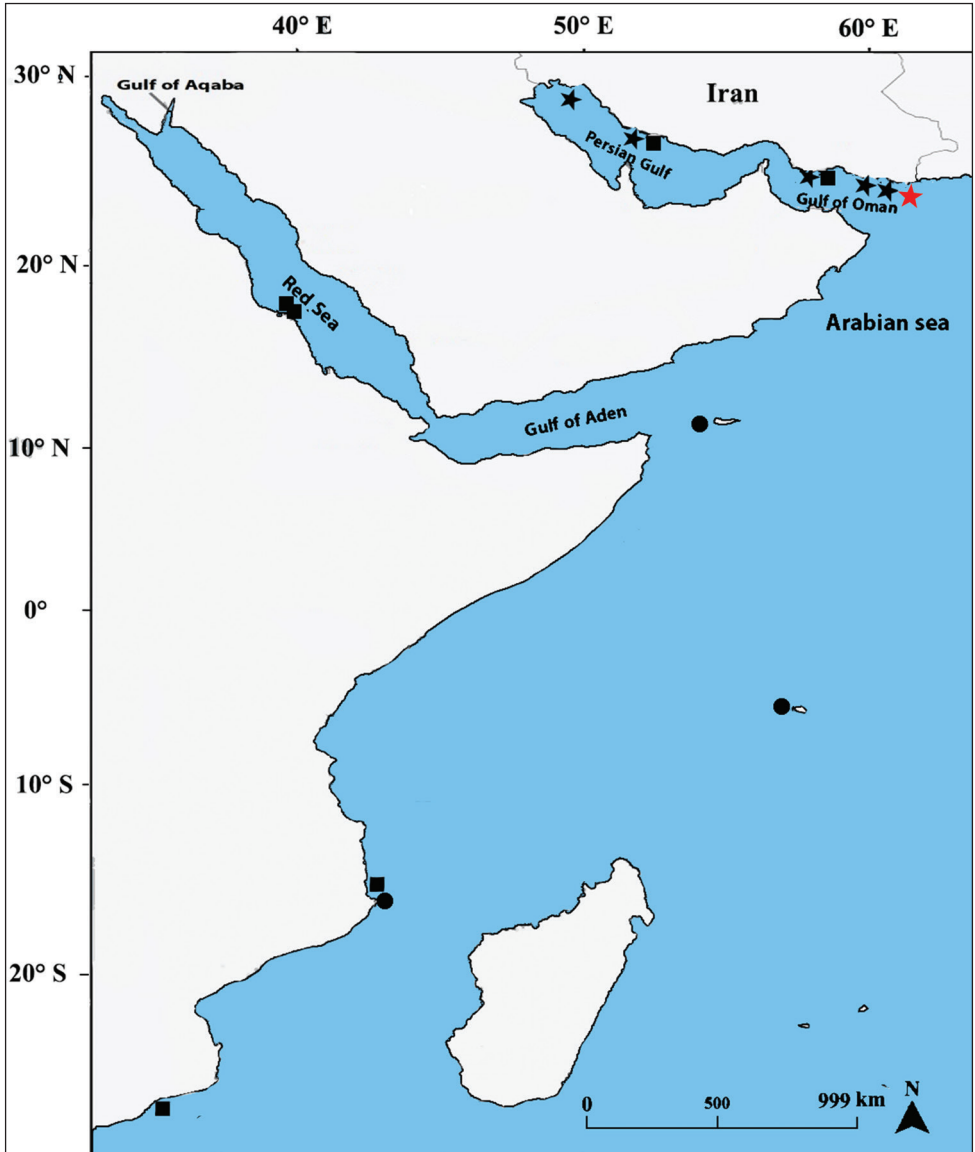 40° E 50° E 60° E
30° N
Gulf of Aqaba
Iran
Persian Gulf
Gulf of Oman
20° N
Red Sea
Arabian sea
Gulf of Aden
10° N
0°
10° S
20° S
N
0 500 999 km